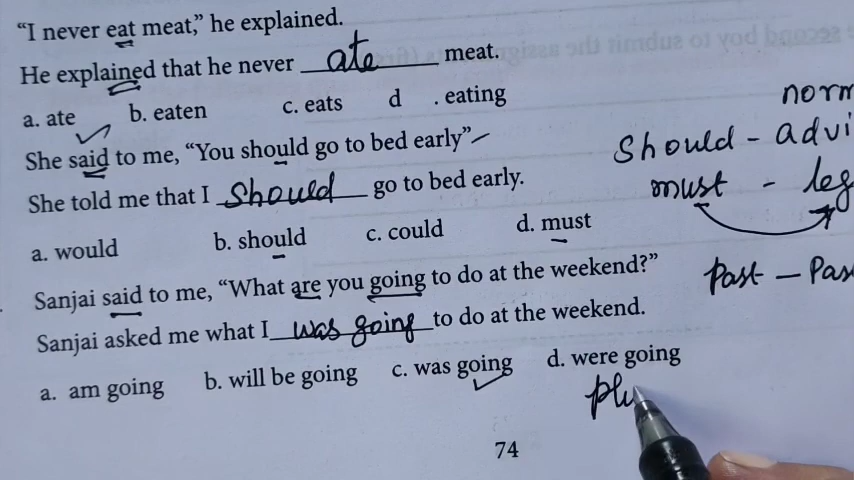 "I never eat meat," he explained.
He explained that he never ate meat.
a. ate b. eaten c. eats d . eating
norm
She said to me, "You should go to bed early"
Should - advi
She told me that I should go to bed early.
must - leg
a. would b. should c. could d. must
Sanjai said to me, "What are you going to do at the weekend?"
Past - Pas
Sanjai asked me what I was going to do at the weekend.
a. am going b. will be going c. was going d. were going
plu
74